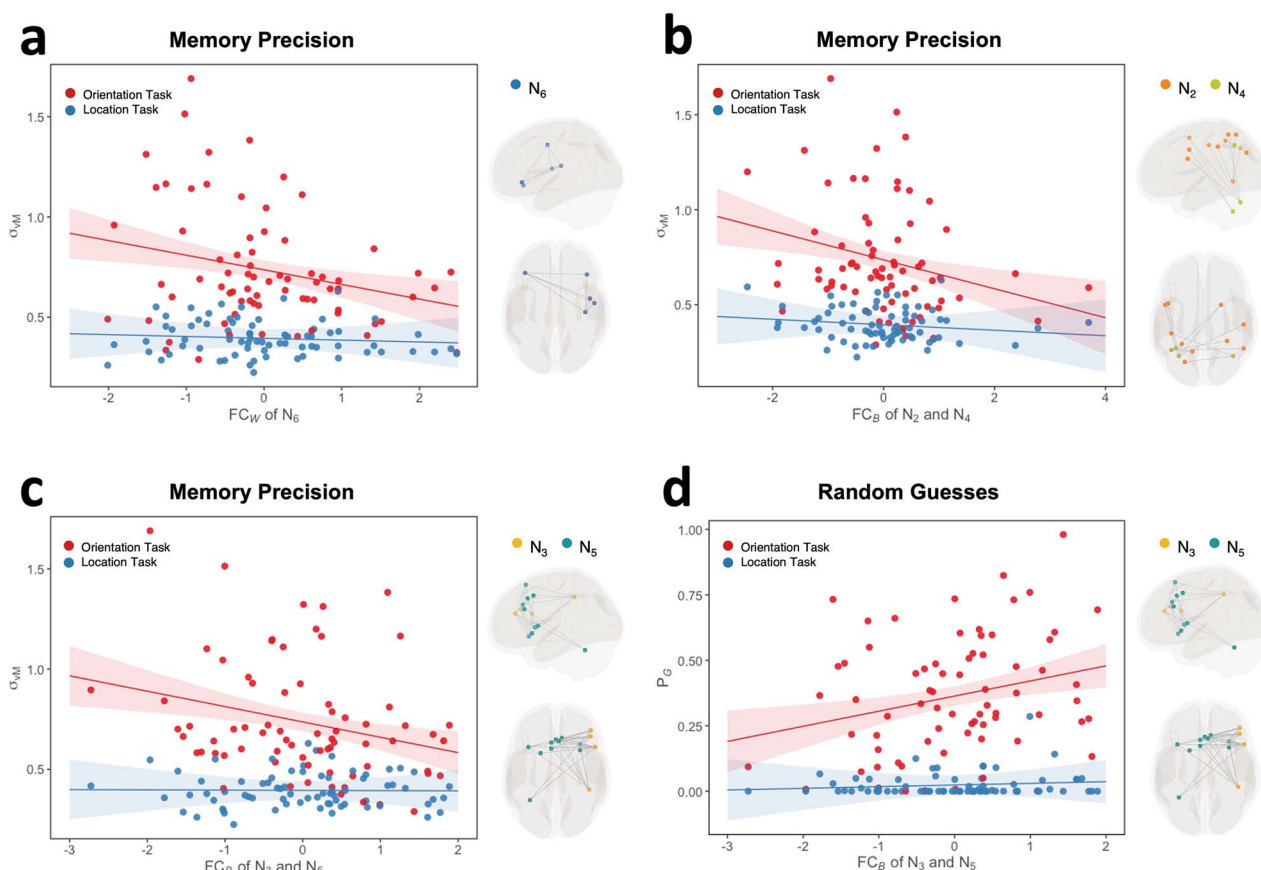 a
Memory Precision
Orientation Task
Location Task
N6
1.5
1.0
0.5
σvM
-2
-1
0
1
2
FCW of N6
b
Memory Precision
Orientation Task
Location Task
N2 N4
1.5
1.0
0.5
σvM
-2
0
2
4
FCB of N2 and N4
c
Memory Precision
Orientation Task
Location Task
N3 N5
1.5
1.0
0.5
σvM
-3
-2
-1
0
1
2
FCB of N3 and N5
d
Random Guesses
Orientation Task
Location Task
N3 N5
1.00
0.75
0.50
0.25
0.00
PG
-3
-2
-1
0
1
2
FCB of N3 and N5